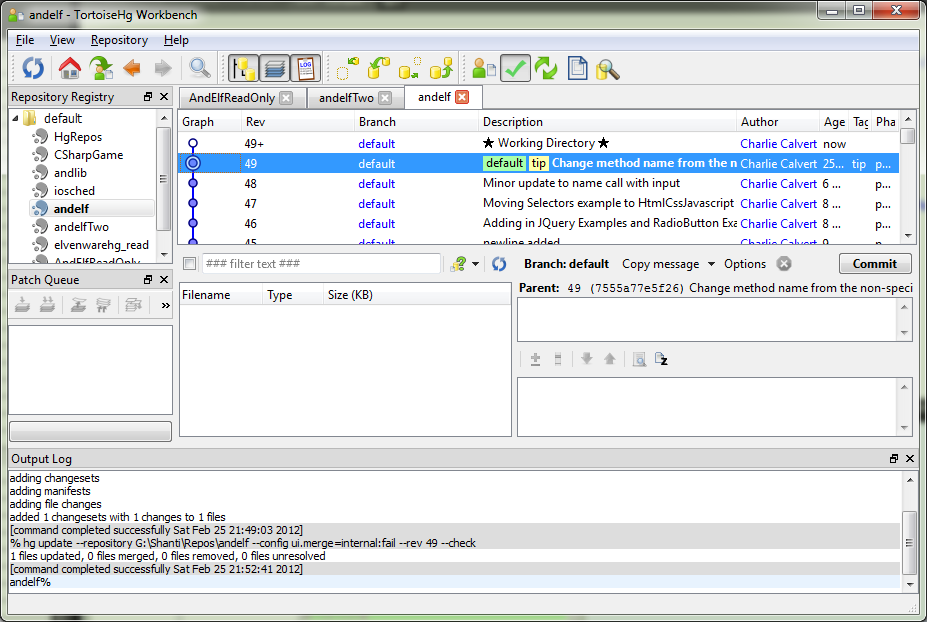 andelf - TortoiseHg Workbench
File View Repository Help
LOG
Repository Registry
default
HgRepos
CSharpGame
andlib
iosched
andelf
andelfTwo
elvenwarehg_read
AndElfReadOnly
AndElfReadOnly andelfTwo andelf
Graph Rev Branch Description Author Age Tag Pha
49+ default ★ Working Directory ★ Charlie Calvert now
49 default default tip Change method name from the n Charlie Calvert 25... tip p...
48 default Minor update to name call with input Charlie Calvert 6 ... p...
47 default Moving Selectors example to HtmlCssJavascript Charlie Calvert 8 ... p...
46 default Adding in JQuery Examples and RadioButton Exa Charlie Calvert 8 ... p...
45 default newline added Charlie Calvert 9
Patch Queue
»
### filter text ###
Filename Type Size (KB)
Branch: default Copy message Options Commit
Parent: 49 (7555a77e5f26) Change method name from the non-speci
Output Log
adding changesets
adding manifests
adding file changes
added 1 changesets with 1 changes to 1 files
[command completed successfully Sat Feb 25 21:49:03 2012]
% hg update --repository G:\Shanti\Repos\andelf --config ui.merge=internal:fail --rev 49 --check
1 files updated, 0 files merged, 0 files removed, 0 files unresolved
[command completed successfully Sat Feb 25 21:52:41 2012]
andelf%